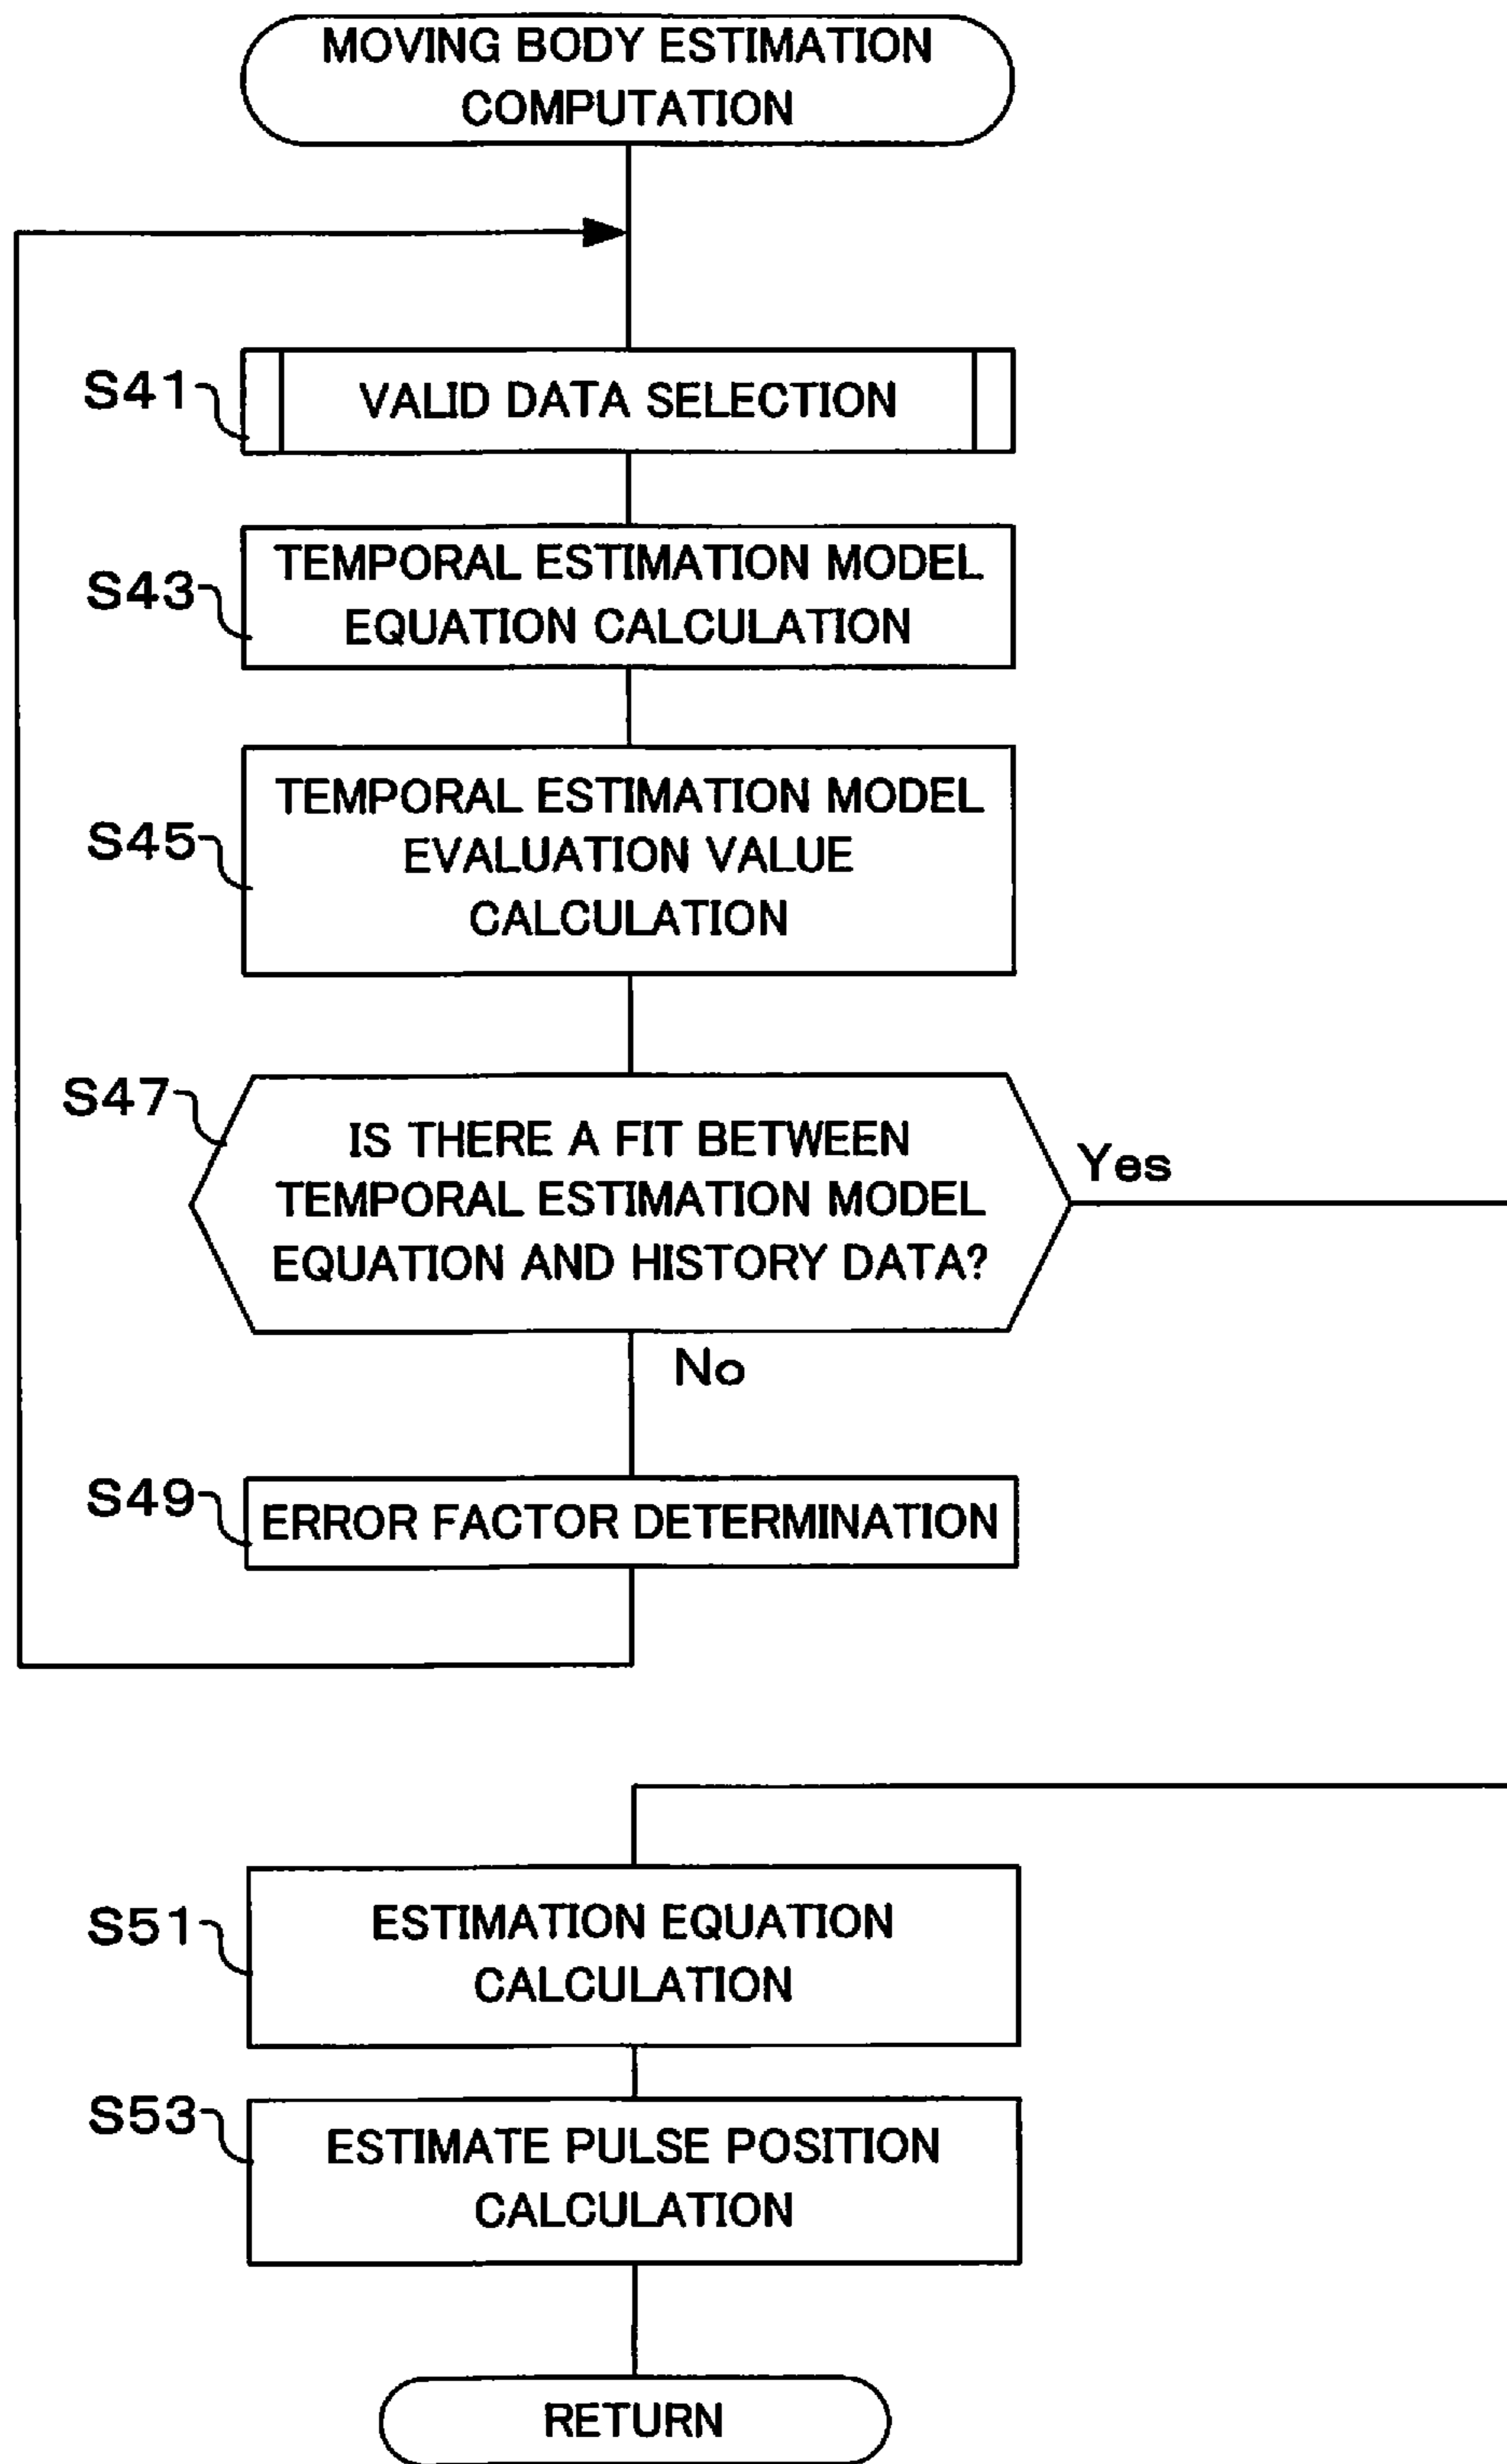 MOVING BODY ESTIMATION
COMPUTATION
S41
VALID DATA SELECTION
S43
TEMPORAL ESTIMATION MODEL
EQUATION CALCULATION
S45
TEMPORAL ESTIMATION MODEL
EVALUATION VALUE
CALCULATION
S47
IS THERE A FIT BETWEEN
TEMPORAL ESTIMATION MODEL
EQUATION AND HISTORY DATA?
Yes
No
S49
ERROR FACTOR DETERMINATION
S51
ESTIMATION EQUATION
CALCULATION
S53
ESTIMATE PULSE POSITION
CALCULATION
RETURN